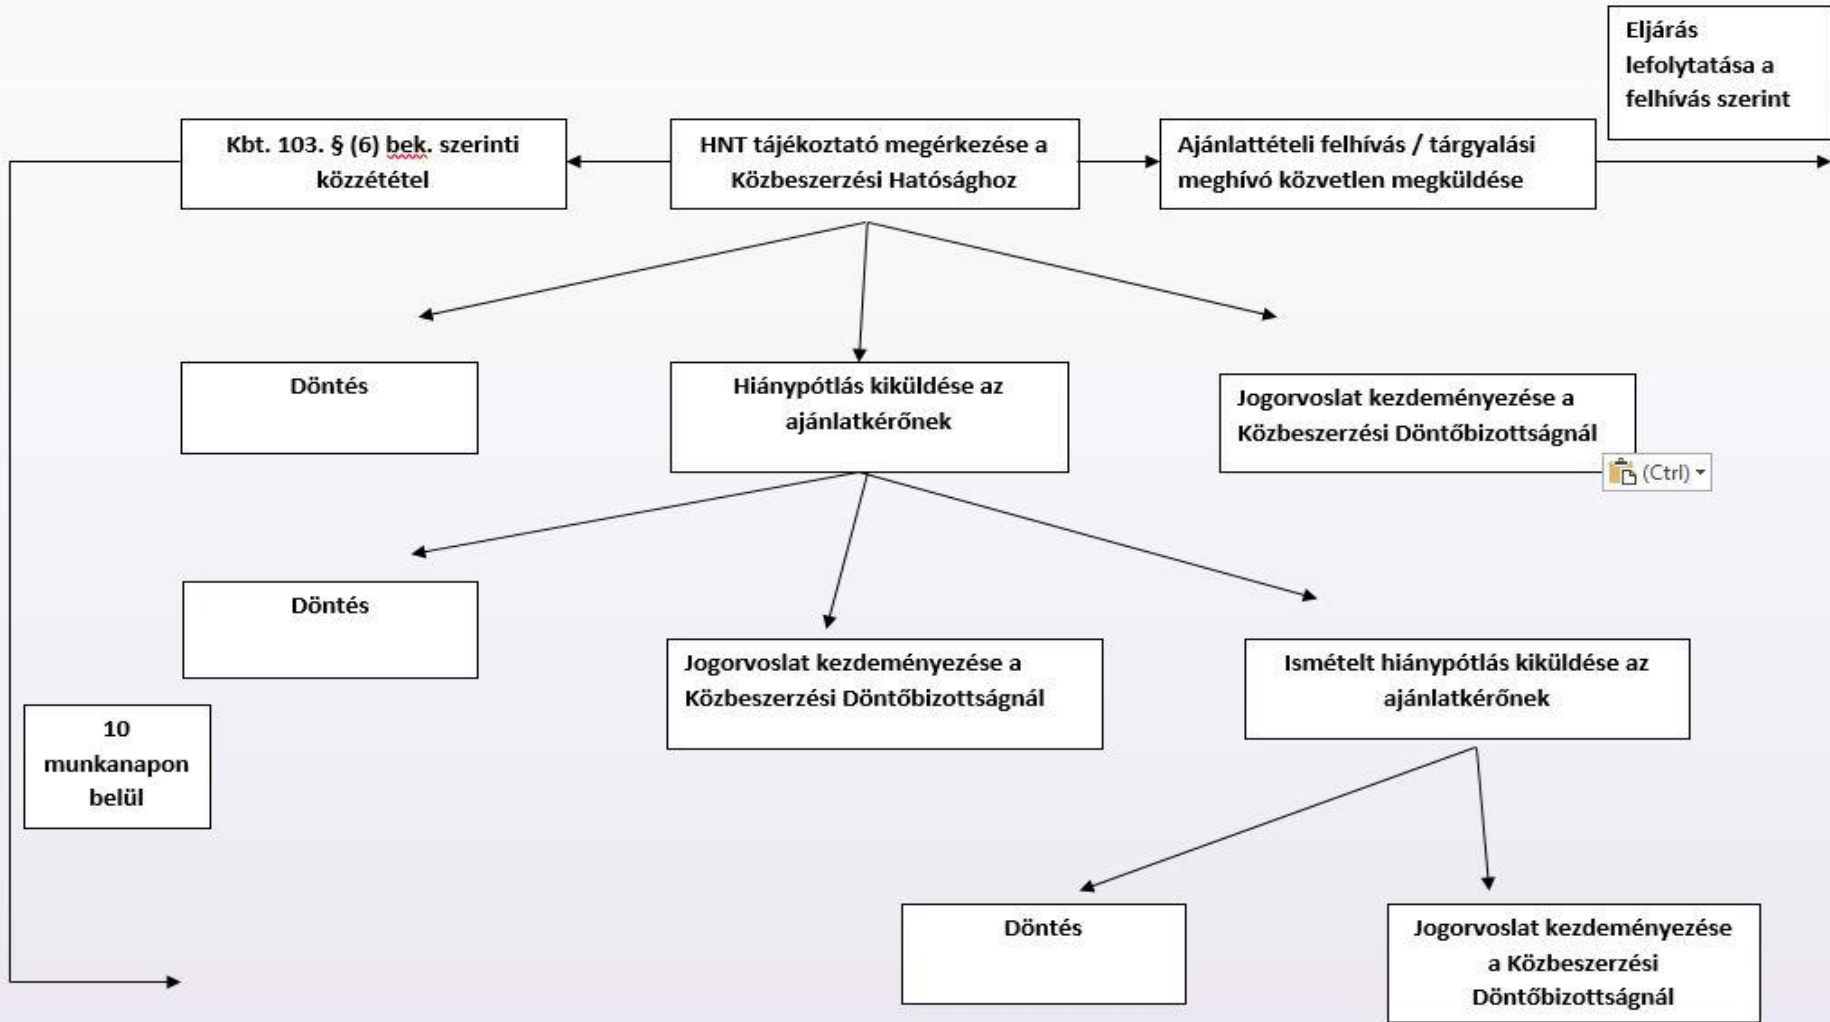 Eljárás
lefolytatása a
felhívás szerint
Kbt. 103. § (6) bek. szerinti
közzététel
HNT tájékoztató megérkezése a
Közbeszerzési Hatósághoz
Ajánlattételi felhívás / tárgyalási
meghívó közvetlen megküldése
Döntés
Hiánypótlás kiküldése az
ajánlatkérőnek
Jogorvoslat kezdeményezése a
Közbeszerzési Döntőbizottságnál
(Ctrl)
Döntés
Jogorvoslat kezdeményezése a
Közbeszerzési Döntőbizottságnál
Ismételt hiánypótlás kiküldése az
ajánlatkérőnek
10
munkanapon
belül
Döntés
Jogorvoslat kezdeményezése
a Közbeszerzési
Döntőbizottságnál